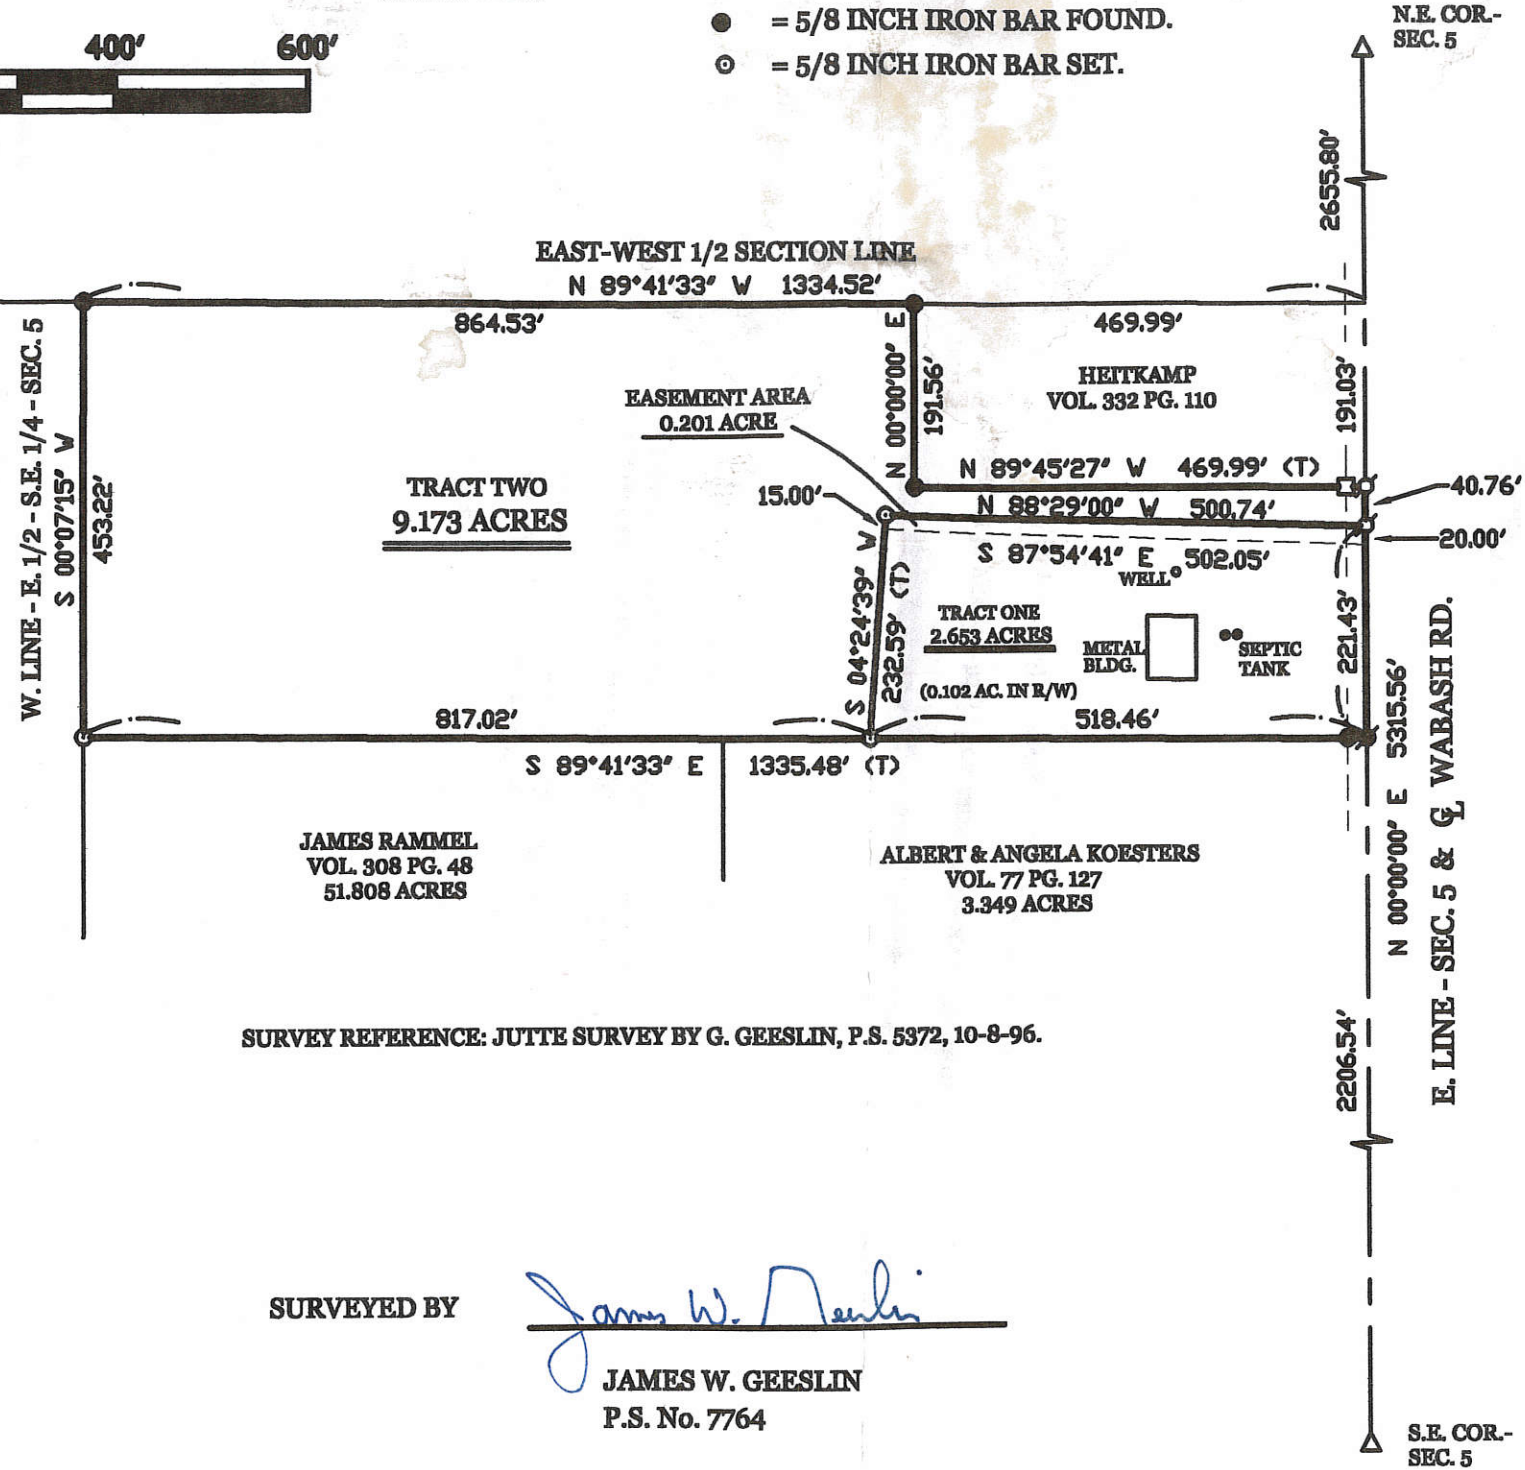 400' 600'
● = 5/8 INCH IRON BAR FOUND.
⊙ = 5/8 INCH IRON BAR SET.
N.E. COR.-
SEC. 5
2655.80'
EAST-WEST 1/2 SECTION LINE
N 89°41'33" W 1334.52'
864.53'
469.99'
W. LINE - E. 1/2 - S.E. 1/4 - SEC. 5
S 00°07'15" W
453.22'
N 00°00'00" E
191.56'
HEITKAMP
VOL. 332 PG. 110
191.03'
EASEMENT AREA
0.201 ACRE
N 89°45'27" W 469.99' (T)
TRACT TWO
9.173 ACRES
15.00'
N 88°29'00" W 500.74'
40.76'
20.00'
S 87°54'41" E 502.05'
WELL
S 04°24'39" W
232.59' (T)
TRACT ONE
2.653 ACRES
METAL
BLDG.
SEPTIC
TANK
(0.102 AC. IN R/W)
221.43'
817.02'
518.46'
S 89°41'33" E 1335.48' (T)
N 00°00'00" E 5315.56'
E. LINE - SEC. 5 & ℄ WABASH RD.
JAMES RAMMEL
VOL. 308 PG. 48
51.808 ACRES
ALBERT & ANGELA KOESTERS
VOL. 77 PG. 127
3.349 ACRES
SURVEY REFERENCE: JUTTE SURVEY BY G. GEESLIN, P.S. 5372, 10-8-96.
2206.54'
SURVEYED BY James W. Geeslin
JAMES W. GEESLIN
P.S. No. 7764
S.E. COR.-
SEC. 5